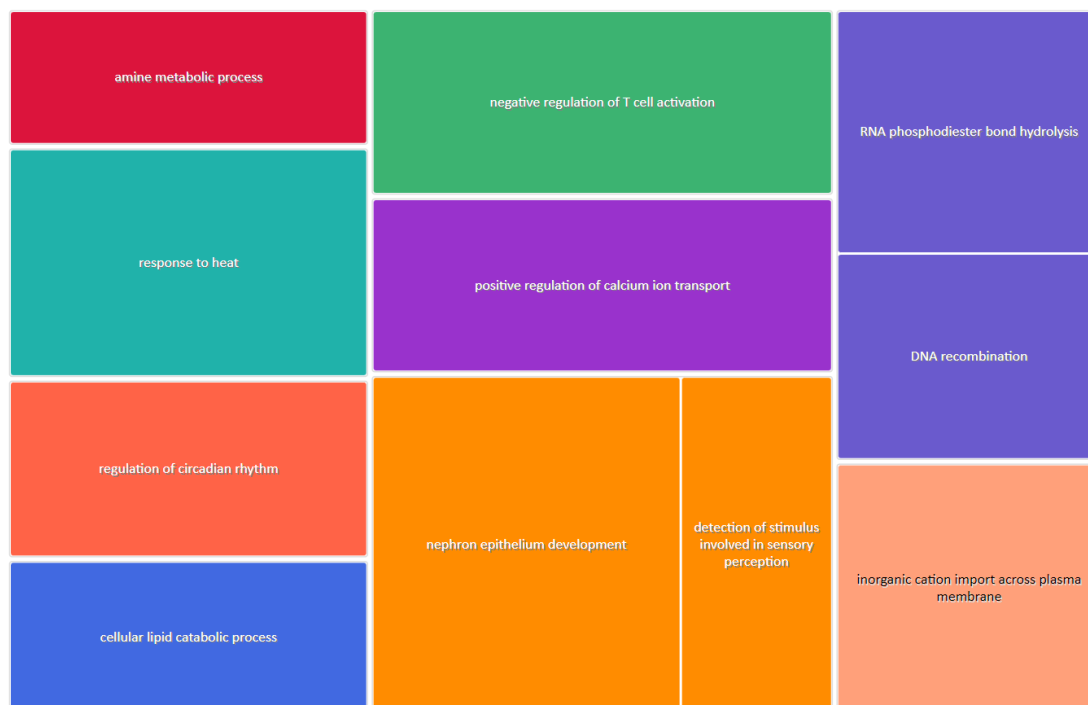 amine metabolic process
response to heat
regulation of circadian rhythm
cellular lipid catabolic process
negative regulation of T cell activation
positive regulation of calcium ion transport
nephron epithelium development
detection of stimulus
involved in sensory
perception
RNA phosphodiester bond hydrolysis
DNA recombination
inorganic cation import across plasma
membrane